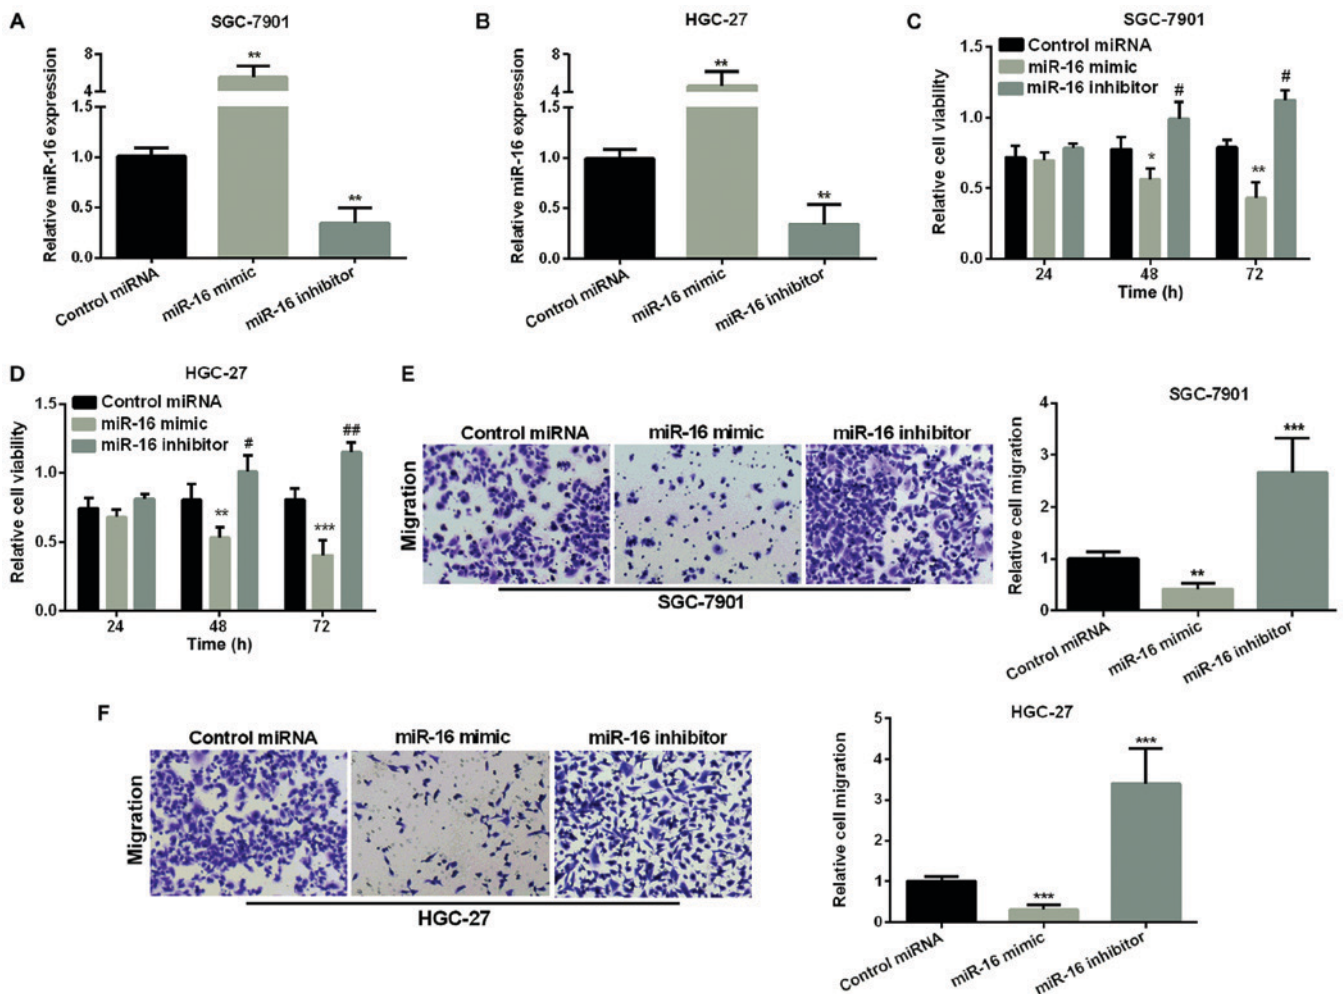 A
SGC-7901
Relative miR-16 expression
8
4
1.5
1.0
0.5
0.0
**
**
Control miRNA
miR-16 mimic
miR-16 inhibitor
B
HGC-27
Relative miR-16 expression
8
4
1.5
1.0
0.5
0.0
**
**
Control miRNA
miR-16 mimic
miR-16 inhibitor
C
SGC-7901
Relative cell viability
1.5
1.0
0.5
0.0
Control miRNA
miR-16 mimic
miR-16 inhibitor
*
#
**
#
24
48
72
Time (h)
D
HGC-27
Relative cell viability
1.5
1.0
0.5
0.0
Control miRNA
miR-16 mimic
miR-16 inhibitor
**
#
***
##
24
48
72
Time (h)
E
Control miRNA
miR-16 mimic
miR-16 inhibitor
Migration
SGC-7901
SGC-7901
Relative cell migration
4
3
2
1
0
**
***
Control miRNA
miR-16 mimic
miR-16 inhibitor
F
Control miRNA
miR-16 mimic
miR-16 inhibitor
Migration
HGC-27
HGC-27
Relative cell migration
5
4
3
2
1
0
***
***
Control miRNA
miR-16 mimic
miR-16 inhibitor